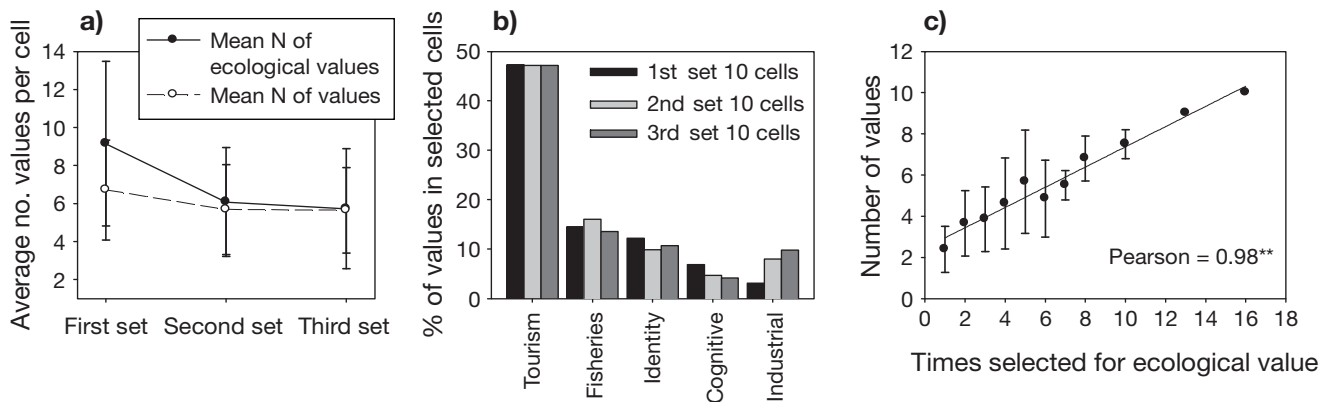 a)
Mean N of
ecological values
Mean N of values
Average no. values per cell
14
12
10
8
6
4
2
First set
Second set
Third set
b)
1st set 10 cells
2nd set 10 cells
3rd set 10 cells
% of values in selected cells
50
40
30
20
10
0
Tourism
Fisheries
Identity
Cognitive
Industrial
c)
Number of values
12
10
8
6
4
2
0
Pearson = 0.98**
0
2
4
6
8
10
12
14
16
18
Times selected for ecological value